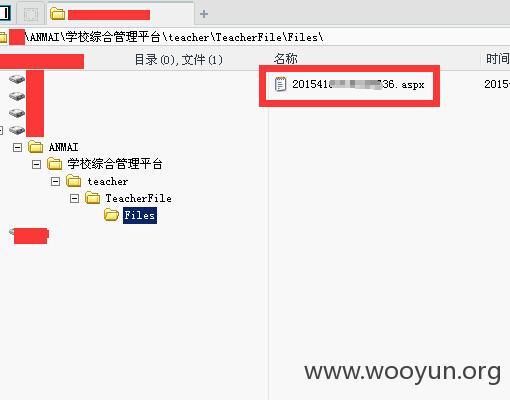 \ANMAI\学校综合管理平台\teacher\TeacherFile\Files\
目录(0),文件(1)
名称
时间
201541 536.aspx
2015
ANMAI
学校综合管理平台
teacher
TeacherFile
Files
www.wooyun.org